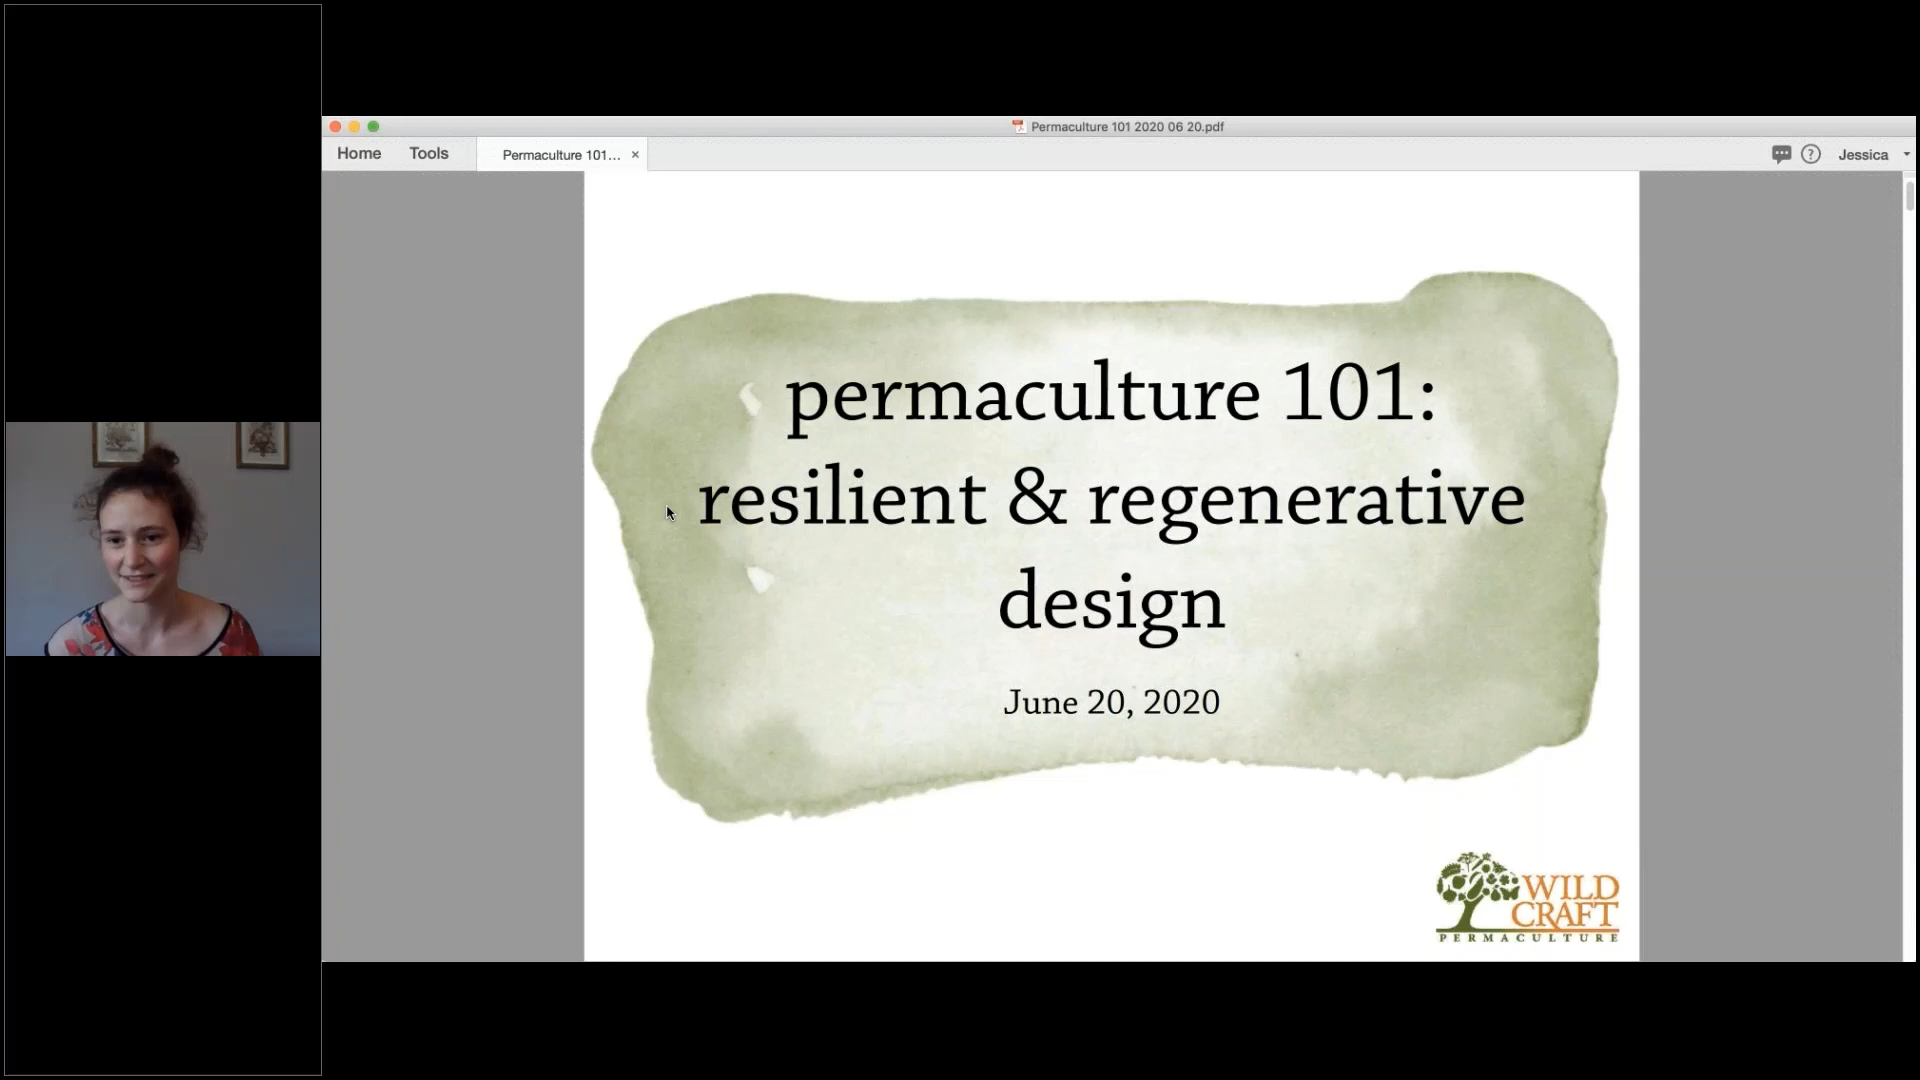 Permaculture 101 2020 06 20.pdf
Home Tools Permaculture 101... × ? Jessica
permaculture 101:
resilient & regenerative
design
June 20, 2020
WILD
CRAFT
PERMACULTURE